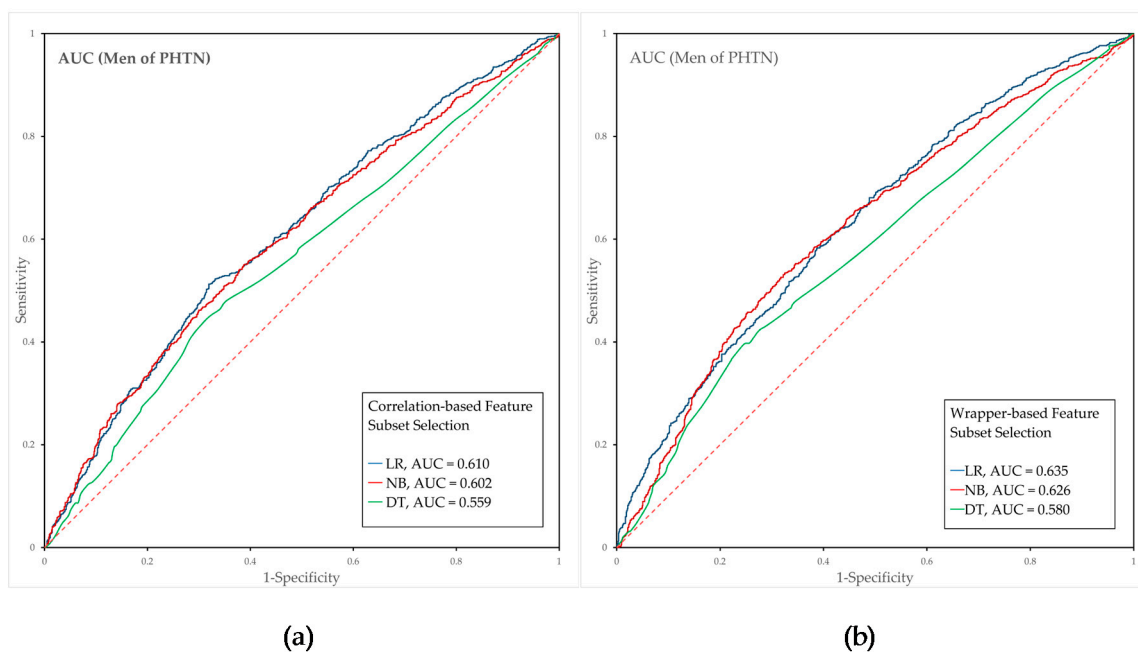 AUC (Men of PHTN)
1
0.8
0.6
0.4
0.2
0
Sensitivity
Correlation-based Feature
Subset Selection
LR, AUC = 0.610
NB, AUC = 0.602
DT, AUC = 0.559
0
0.2
0.4
0.6
0.8
1
1-Specificity
(a)
AUC (Men of PHTN)
1
0.8
0.6
0.4
0.2
0
Sensitivity
Wrapper-based Feature
Subset Selection
LR, AUC = 0.635
NB, AUC = 0.626
DT, AUC = 0.580
0
0.2
0.4
0.6
0.8
1
1-Specificity
(b)